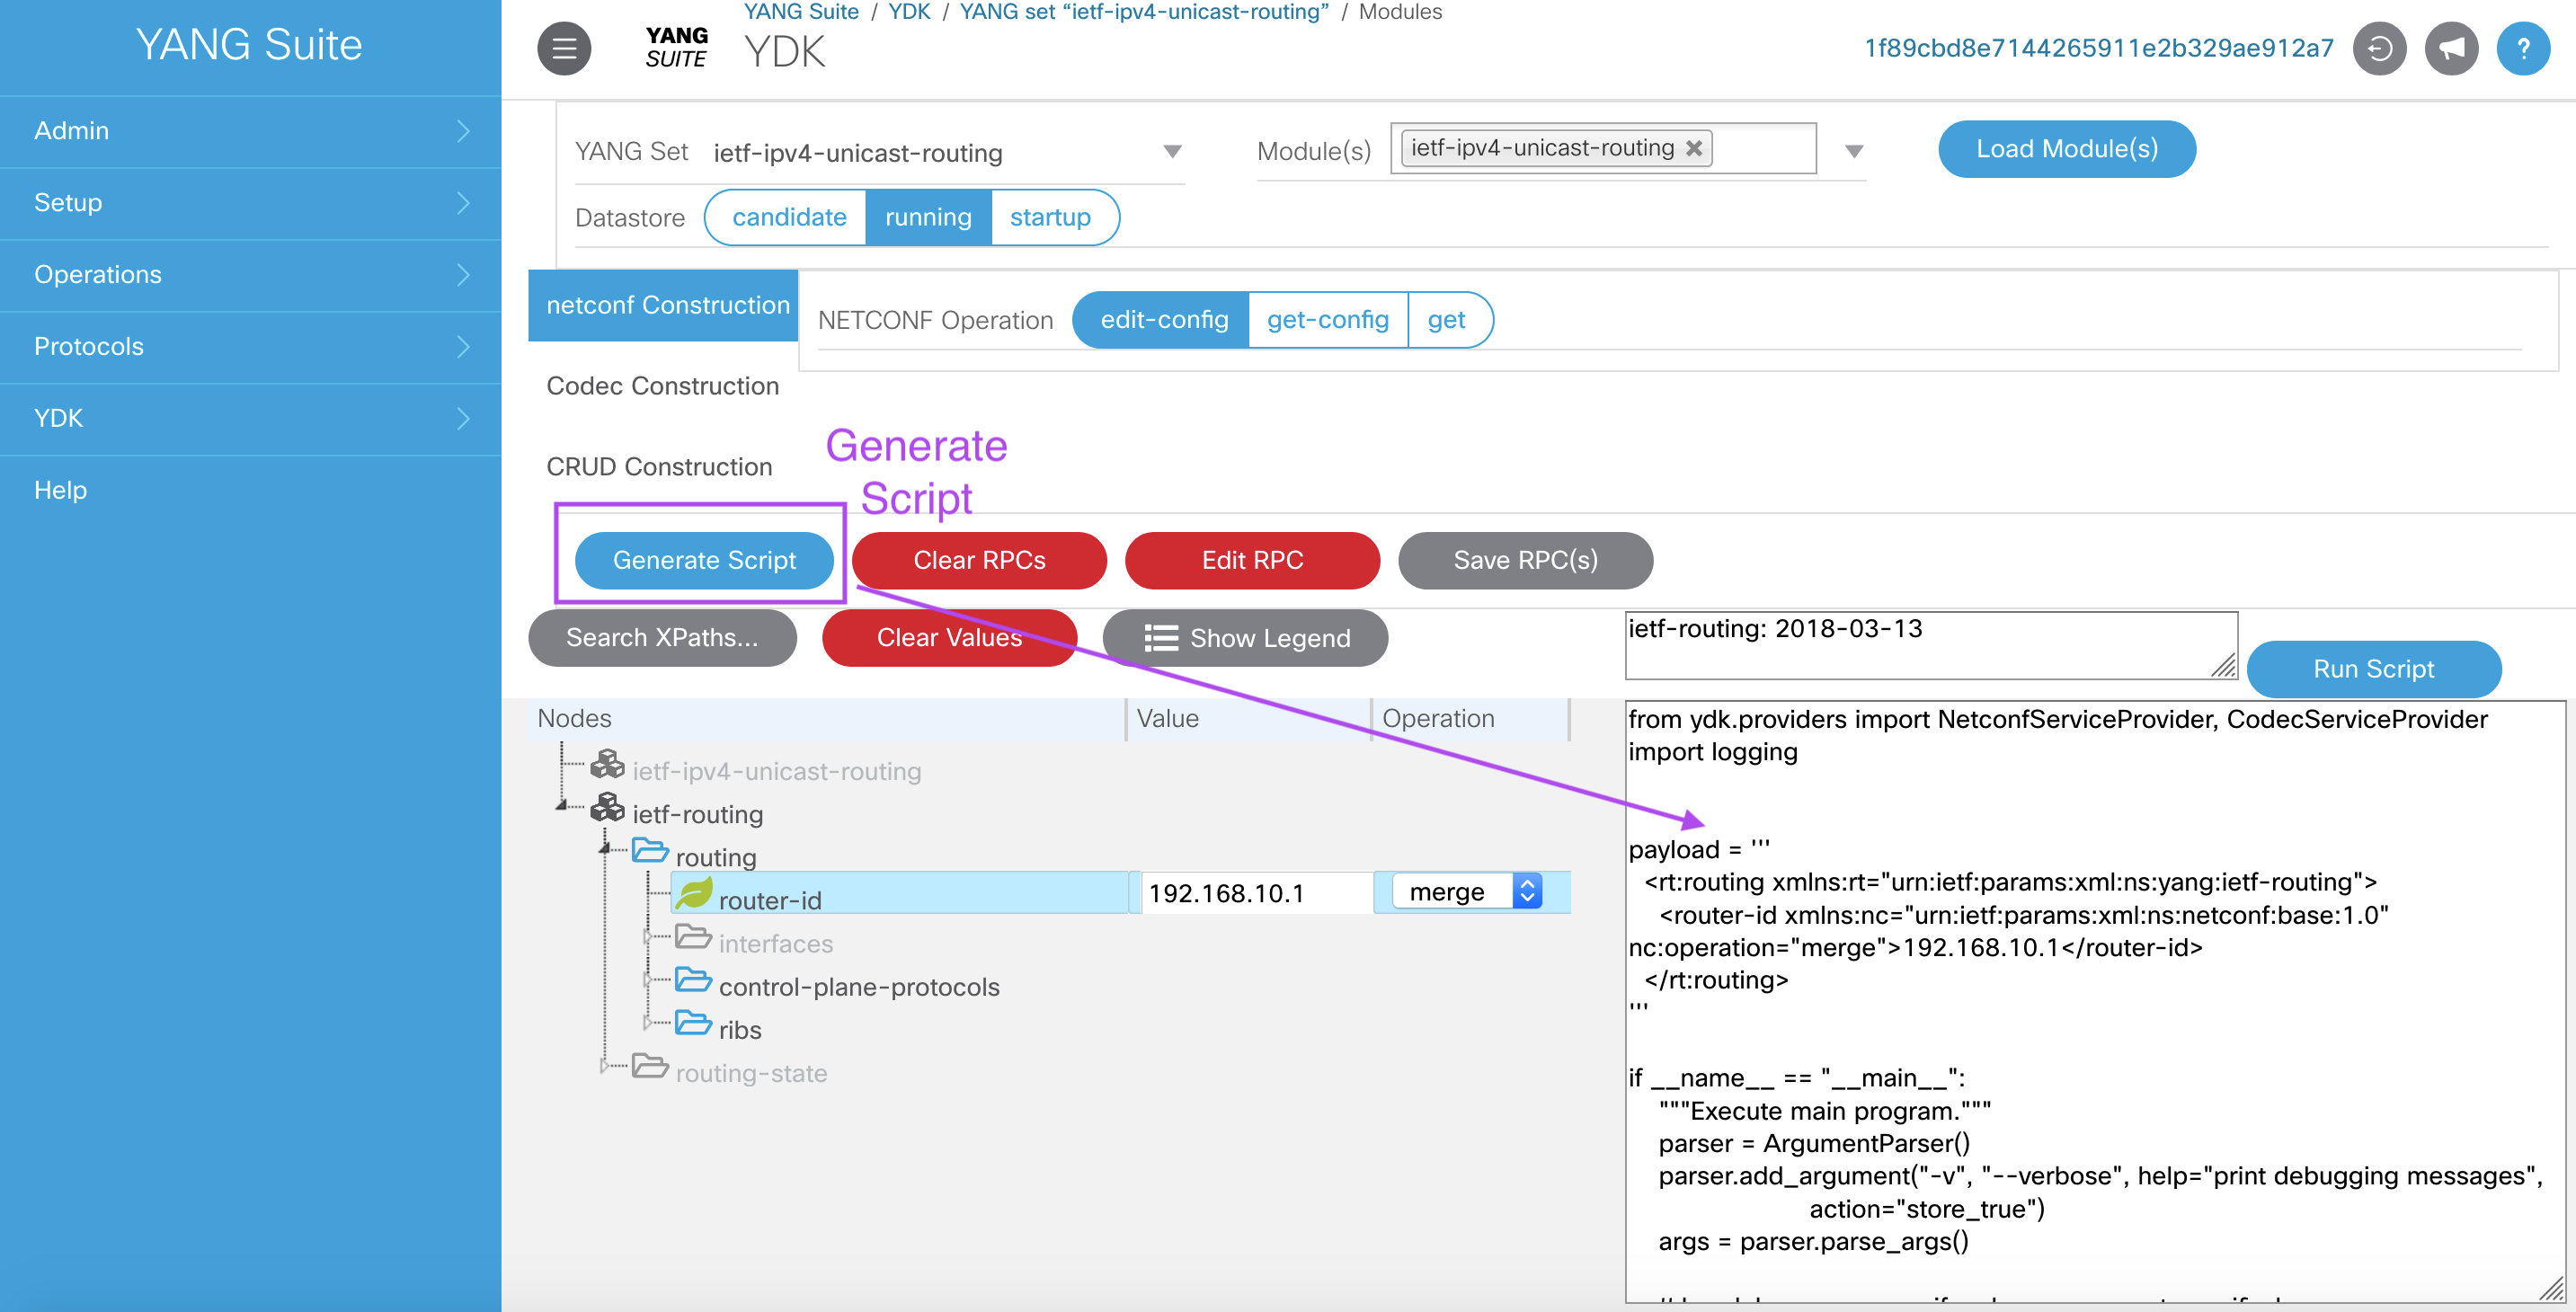 YANG Suite
Admin
Setup
Operations
Protocols
YDK
Help
YANG SUITE
YANG Suite / YDK / YANG set “ietf-ipv4-unicast-routing” / Modules
YDK
1f89cbd8e7144265911e2b329ae912a7
?
YANG Set ietf-ipv4-unicast-routing
Module(s) ietf-ipv4-unicast-routing
Load Module(s)
Datastore candidate running startup
netconf Construction
NETCONF Operation edit-config get-config get
Codec Construction
CRUD Construction
Generate
Script
Generate Script Clear RPCs Edit RPC Save RPC(s)
Search XPaths... Clear Values Show Legend
ietf-routing: 2018-03-13
Run Script
Nodes Value Operation
ietf-ipv4-unicast-routing
ietf-routing
routing
router-id 192.168.10.1 merge
interfaces
control-plane-protocols
ribs
routing-state
from ydk.providers import NetconfServiceProvider, CodecServiceProvider
import logging
payload = '''
<rt:routing xmlns:rt="urn:ietf:params:xml:ns:yang:ietf-routing">
<router-id xmlns:nc="urn:ietf:params:xml:ns:netconf:base:1.0"
nc:operation="merge">192.168.10.1</router-id>
</rt:routing>
'''
if __name__ == "__main__":
"""Execute main program."""
parser = ArgumentParser()
parser.add_argument("-v", "--verbose", help="print debugging messages",
action="store_true")
args = parser.parse_args()